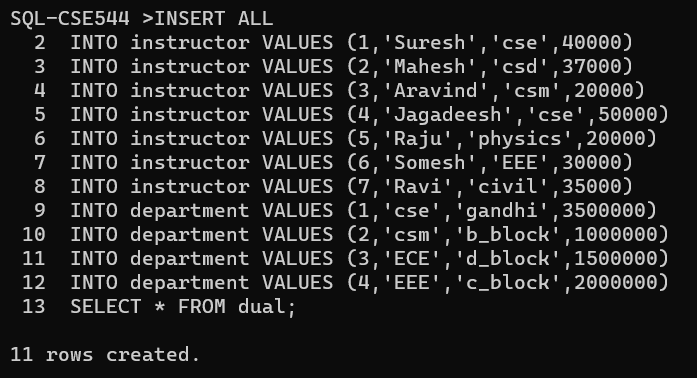 SQL-CSE544 >INSERT ALL
  2  INTO instructor VALUES (1,'Suresh','cse',40000)
  3  INTO instructor VALUES (2,'Mahesh','csd',37000)
  4  INTO instructor VALUES (3,'Aravind','csm',20000)
  5  INTO instructor VALUES (4,'Jagadeesh','cse',50000)
  6  INTO instructor VALUES (5,'Raju','physics',20000)
  7  INTO instructor VALUES (6,'Somesh','EEE',30000)
  8  INTO instructor VALUES (7,'Ravi','civil',35000)
  9  INTO department VALUES (1,'cse','gandhi',3500000)
 10  INTO department VALUES (2,'csm','b_block',1000000)
 11  INTO department VALUES (3,'ECE','d_block',1500000)
 12  INTO department VALUES (4,'EEE','c_block',2000000)
 13  SELECT * FROM dual;
11 rows created.